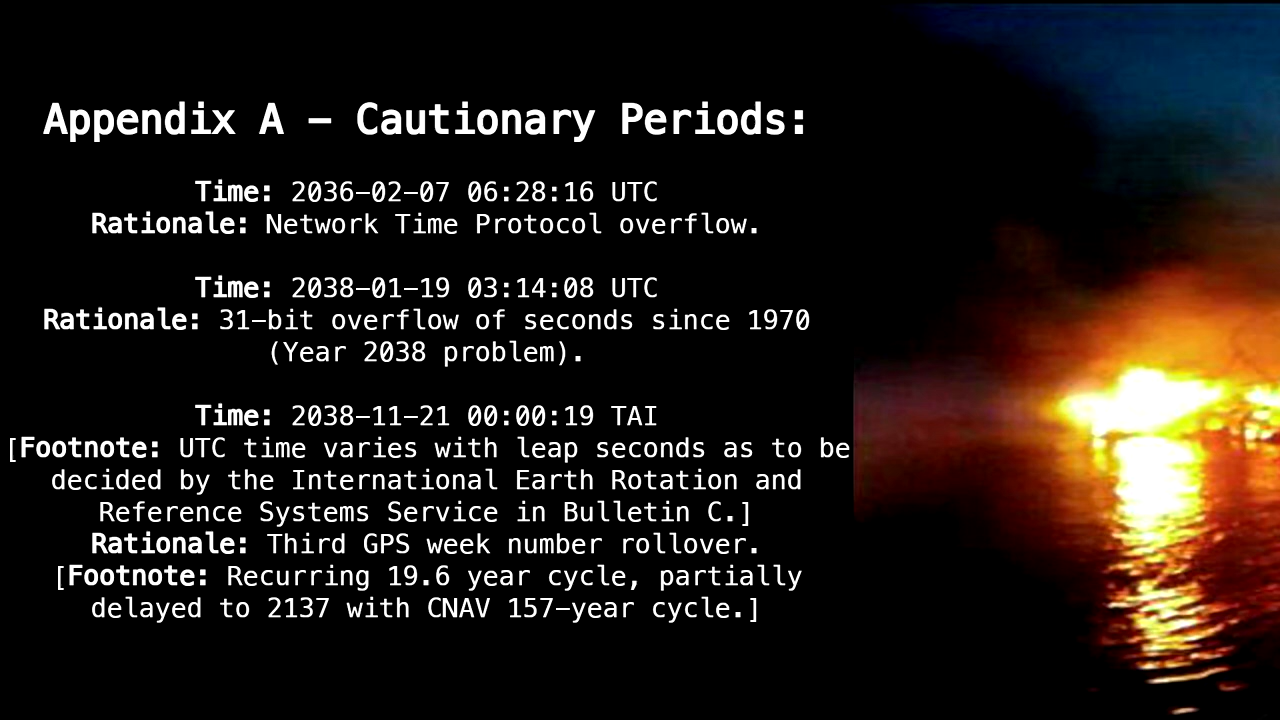 Appendix A – Cautionary Periods:
Time: 2036–02–07 06:28:16 UTC
Rationale: Network Time Protocol overflow.
Time: 2038–01–19 03:14:08 UTC
Rationale: 31–bit overflow of seconds since 1970
(Year 2038 problem).
Time: 2038–11–21 00:00:19 TAI
[Footnote: UTC time varies with leap seconds as to be
decided by the International Earth Rotation and
Reference Systems Service in Bulletin C.]
Rationale: Third GPS week number rollover.
[Footnote: Recurring 19.6 year cycle, partially
delayed to 2137 with CNAV 157–year cycle.]